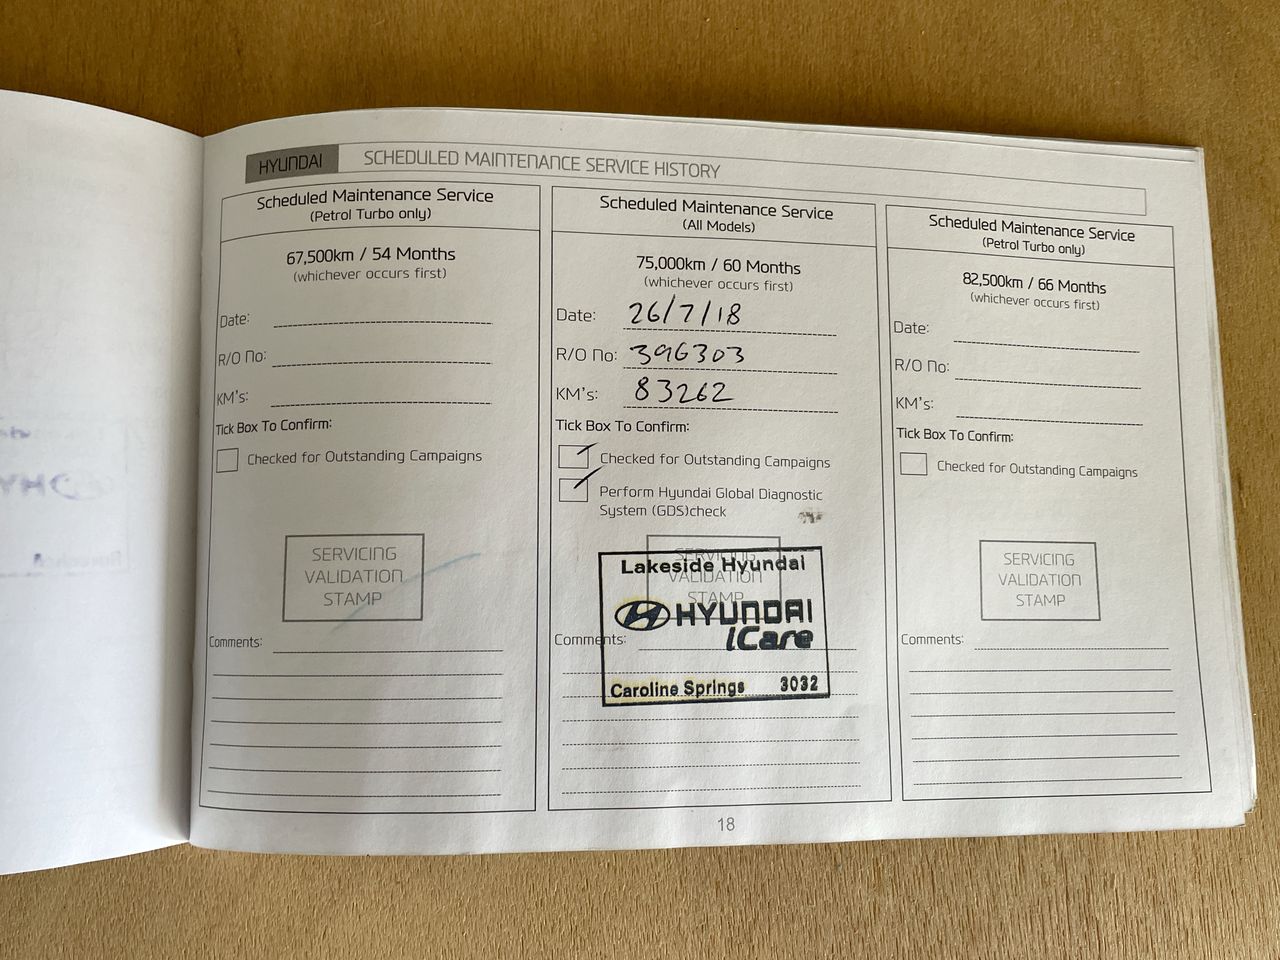 HYUNDAI SCHEDULED MAINTENANCE SERVICE HISTORY
Scheduled Maintenance Service
(Petrol Turbo only)
67,500km / 54 Months
(whichever occurs first)
Date:
R/O No:
KM's:
Tick Box To Confirm:
Checked for Outstanding Campaigns
SERVICING
VALIDATION
STAMP
Comments:
Scheduled Maintenance Service
(All Models)
75,000km / 60 Months
(whichever occurs first)
Date: 26/7/18
R/O No: 396303
KM's: 83262
Tick Box To Confirm:
Checked for Outstanding Campaigns
Perform Hyundai Global Diagnostic
System (GDS)check
SERVICING
Lakeside Hyundai
VALIDATION
STAMP
HYUNDAI
iCare
Comments:
Caroline Springs 3032
Scheduled Maintenance Service
(Petrol Turbo only)
82,500km / 66 Months
(whichever occurs first)
Date:
R/O No:
KM's:
Tick Box To Confirm:
Checked for Outstanding Campaigns
SERVICING
VALIDATION
STAMP
Comments:
18